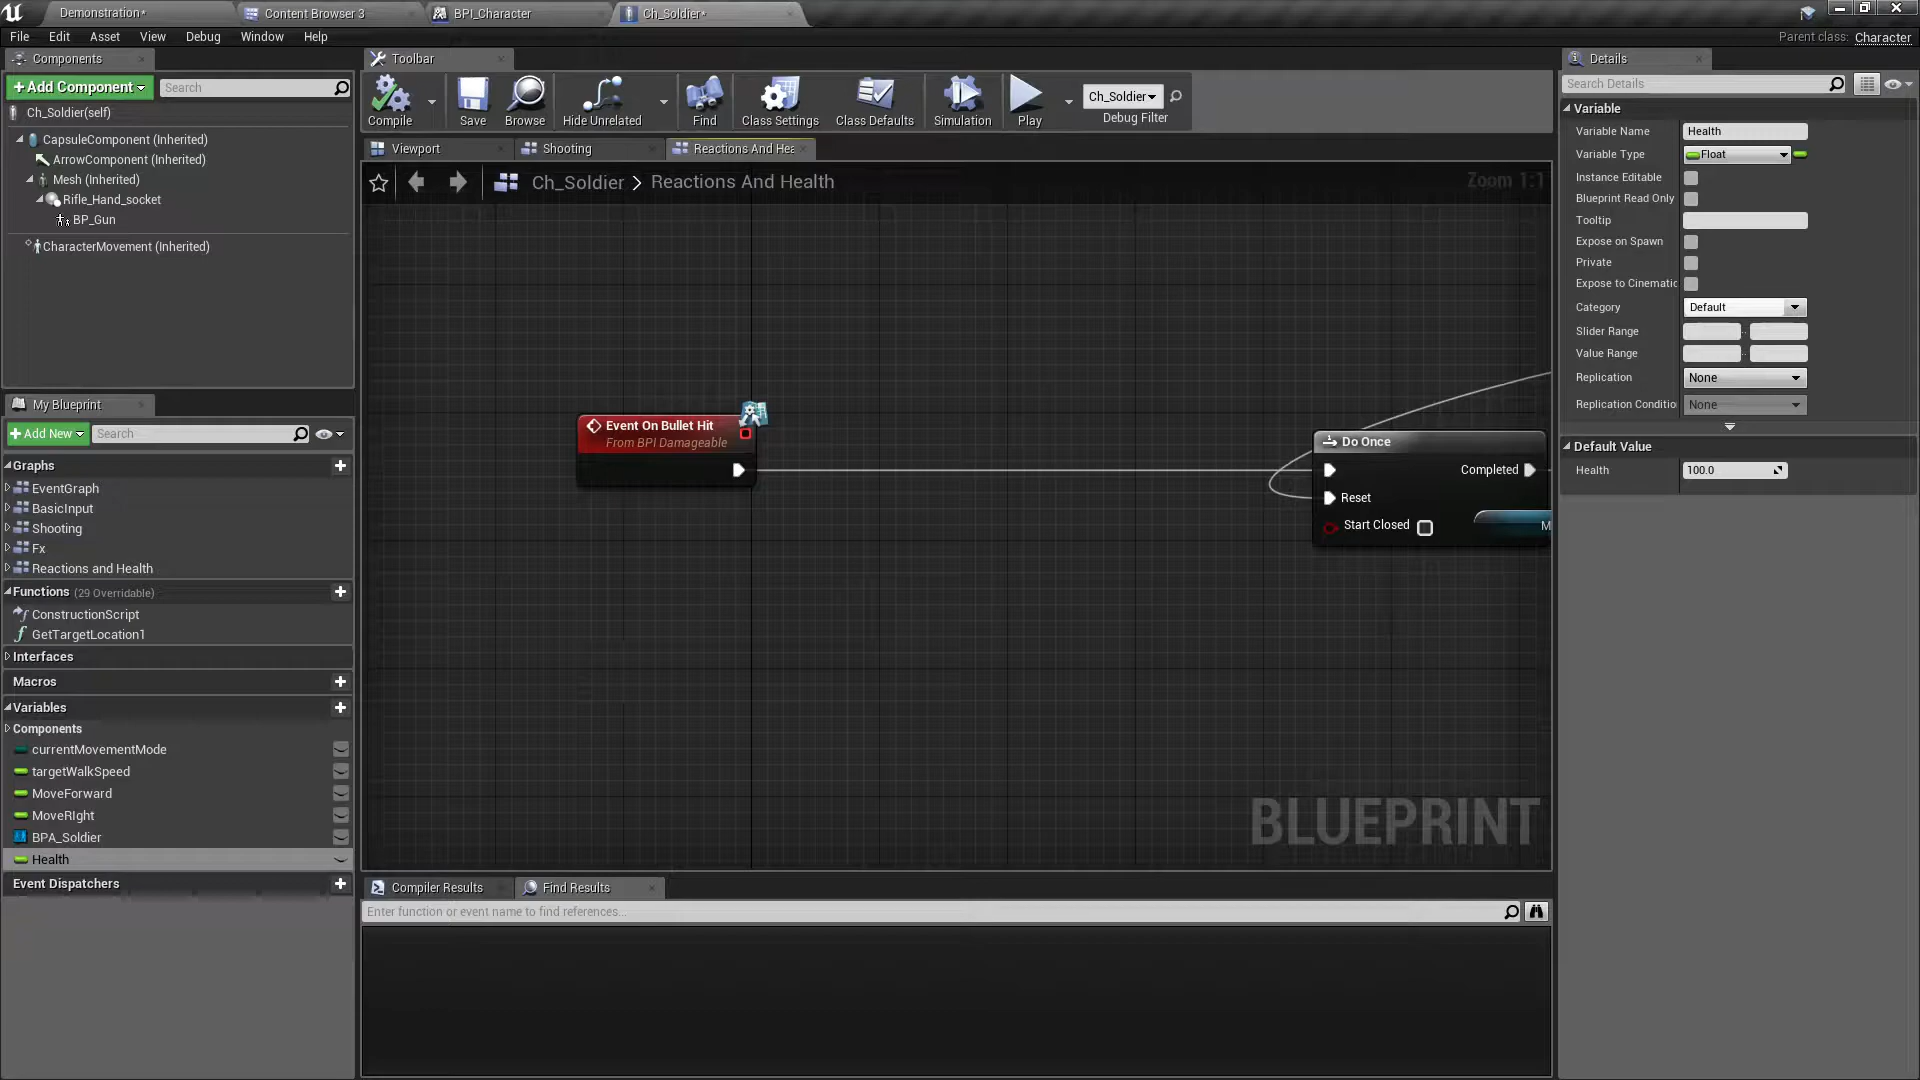 Demonstration*
Content Browser 3
BPI_Character
Ch_Soldier*
File
Edit
Asset
View
Debug
Window
Help
Parent class: Character
Components
+Add Component
Search
Ch_Soldier(self)
CapsuleComponent (Inherited)
ArrowComponent (Inherited)
Mesh (Inherited)
Rifle_Hand_socket
BP_Gun
CharacterMovement (Inherited)
My Blueprint
+Add New
Search
Graphs
EventGraph
BasicInput
Shooting
Fx
Reactions and Health
Functions (29 Overridable)
ConstructionScript
GetTargetLocation1
Interfaces
Macros
Variables
Components
currentMovementMode
targetWalkSpeed
MoveForward
MoveRIght
BPA_Soldier
Health
Event Dispatchers
Toolbar
Compile
Save
Browse
Hide Unrelated
Find
Class Settings
Class Defaults
Simulation
Play
Ch_Soldier
Debug Filter
Viewport
Shooting
Reactions And Hea
Ch_Soldier > Reactions And Health
Zoom 1:1
Event On Bullet Hit
From BPI Damageable
Do Once
Completed
Reset
Start Closed
M
BLUEPRINT
Compiler Results
Find Results
Enter function or event name to find references...
Details
Search Details
Variable
Variable Name
Health
Variable Type
Float
Instance Editable
Blueprint Read Only
Tooltip
Expose on Spawn
Private
Expose to Cinematic
Category
Default
Slider Range
Value Range
Replication
None
Replication Conditio
None
Default Value
Health
100.0